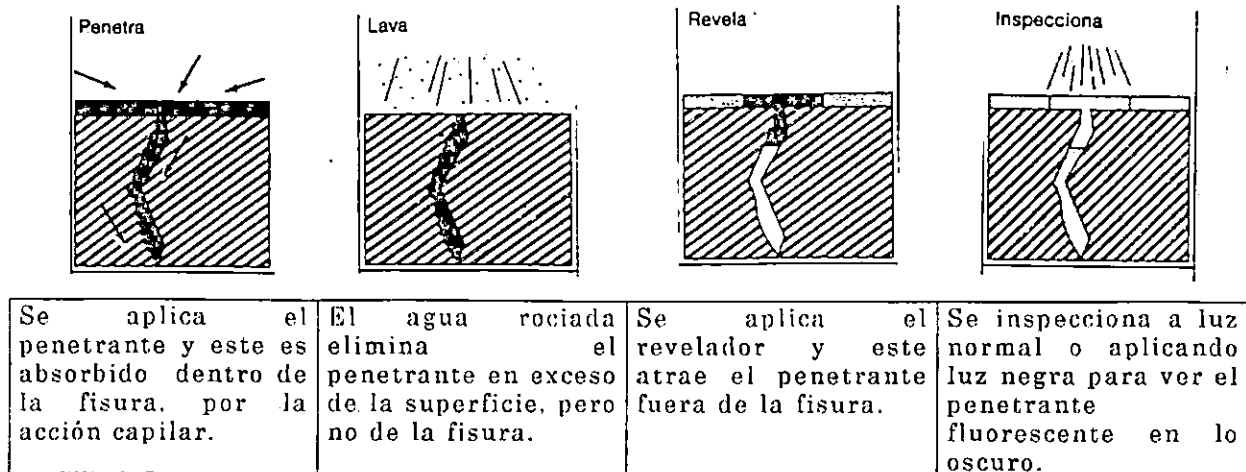 Penetra
Lava
Revela
Inspecciona
Se aplica el
penetrante y este es
absorbido dentro de
la fisura, por la
acción capilar.
El agua rociada
elimina el
penetrante en exceso
de la superficie, pero
no de la fisura.
Se aplica el
revelador y este
atrae el penetrante
fuera de la fisura.
Se inspecciona a luz
normal o aplicando
luz negra para ver el
penetrante
fluorescente en lo
oscuro.